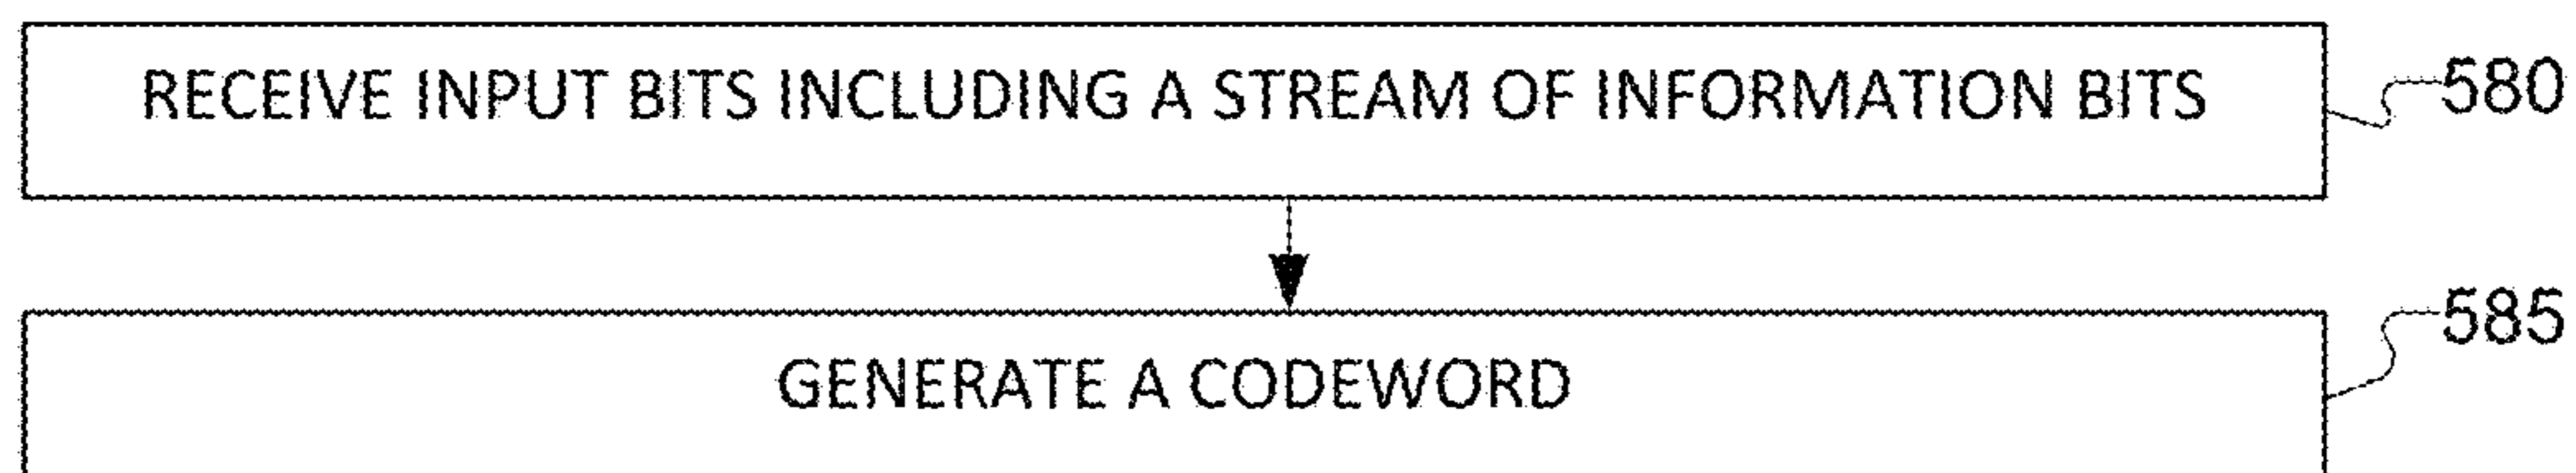 RECEIVE INPUT BITS INCLUDING A STREAM OF INFORMATION BITS
580
585
GENERATE A CODEWORD